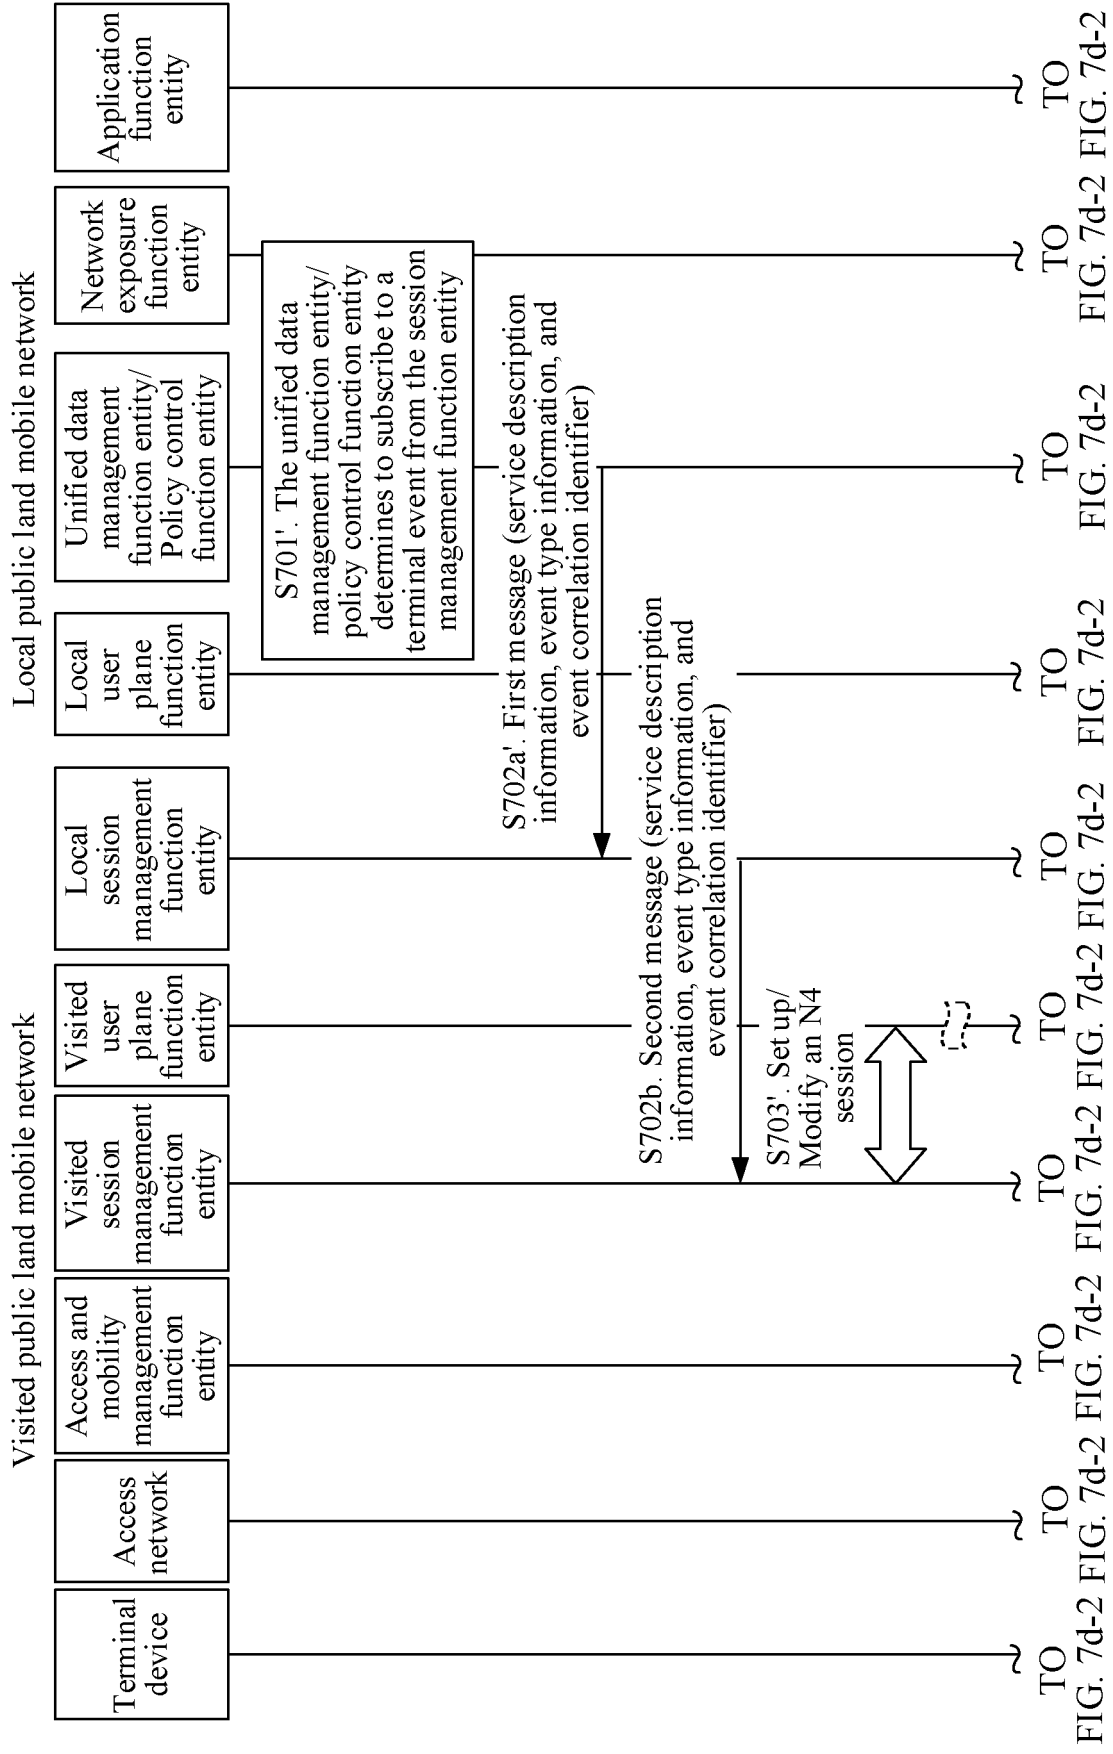 Visited public land mobile network
Local public land mobile network
Terminal
device
Access
network
Access and
mobility
management
function
entity
Visited
session
management
function
entity
Visited
user
plane
function
entity
Local
session
management
function
entity
Local
user
plane
function
entity
Unified data
management
function entity/
Policy control
function entity
Network
exposure
function
entity
Application
function
entity
S701'. The unified data
management function entity/
policy control function entity
determines to subscribe to a
terminal event from the session
management function entity
S702a'. First message (service description
information, event type information, and
event correlation identifier)
S702b. Second message (service description
information, event type information, and
event correlation identifier)
S703'. Set up/
Modify an N4
session
TO
FIG. 7d-2
TO
FIG. 7d-2
TO
FIG. 7d-2
TO
FIG. 7d-2
TO
FIG. 7d-2
TO
FIG. 7d-2
TO
FIG. 7d-2
TO
FIG. 7d-2
TO
FIG. 7d-2
TO
FIG. 7d-2